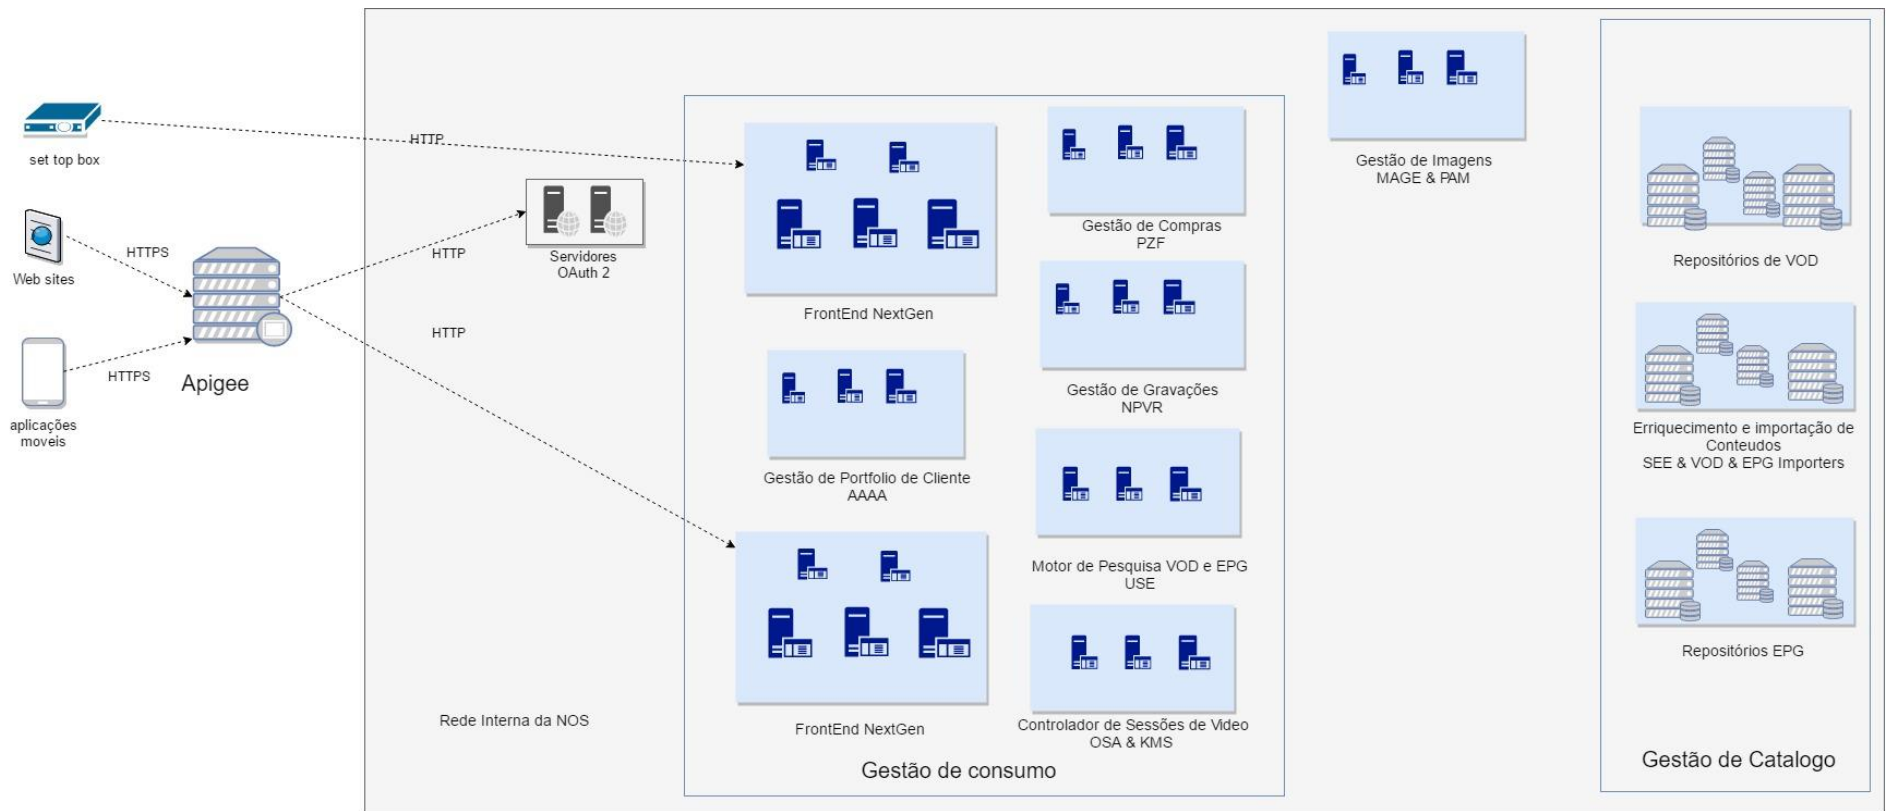 set top box
HTTP
Web sites
HTTPS
aplicações
moveis
HTTPS
Apigee
HTTP
HTTP
Servidores
OAuth 2
Rede Interna da NOS
FrontEnd NextGen
Gestão de Portfolio de Cliente
AAAA
FrontEnd NextGen
Gestão de Compras
PZF
Gestão de Gravações
NPVR
Motor de Pesquisa VOD e EPG
USE
Controlador de Sessões de Video
OSA & KMS
Gestão de consumo
Gestão de Imagens
MAGE & PAM
Repositórios de VOD
Erriquecimento e importação de
Conteudos
SEE & VOD & EPG Importers
Repositórios EPG
Gestão de Catalogo